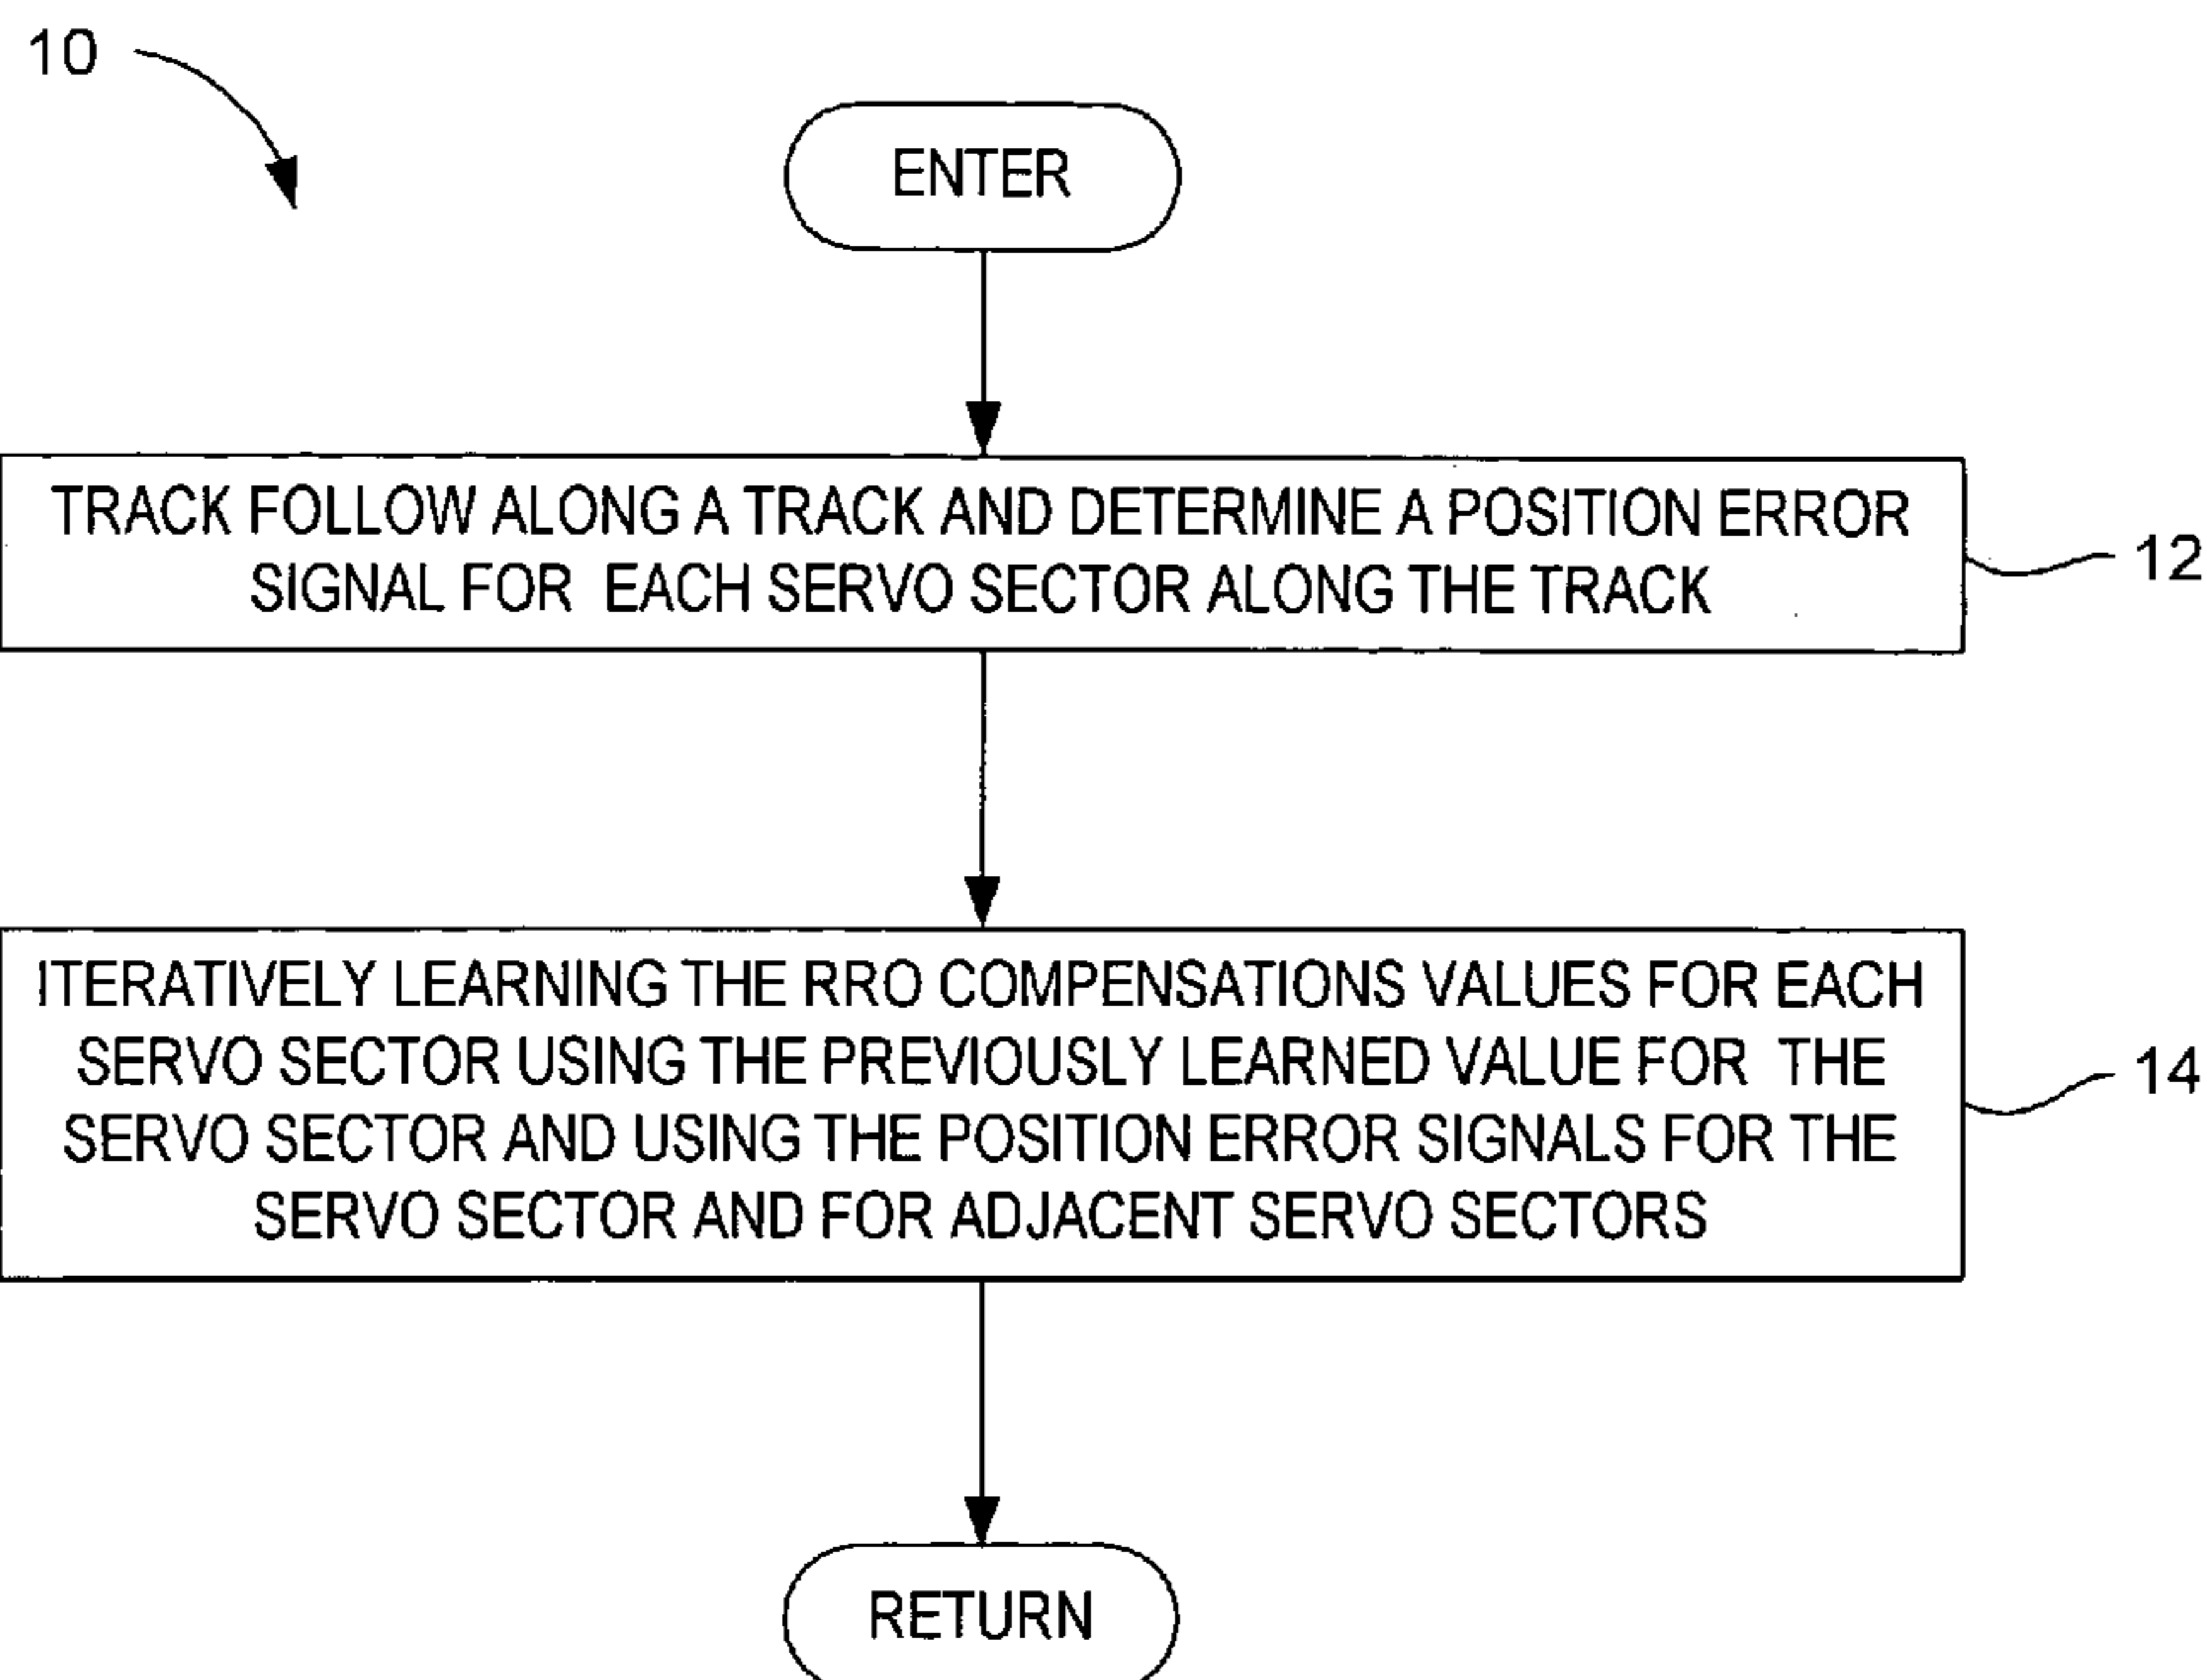 10
ENTER
TRACK FOLLOW ALONG A TRACK AND DETERMINE A POSITION ERROR
SIGNAL FOR EACH SERVO SECTOR ALONG THE TRACK
12
ITERATIVELY LEARNING THE RRO COMPENSATIONS VALUES FOR EACH
SERVO SECTOR USING THE PREVIOUSLY LEARNED VALUE FOR THE
SERVO SECTOR AND USING THE POSITION ERROR SIGNALS FOR THE
SERVO SECTOR AND FOR ADJACENT SERVO SECTORS
14
RETURN